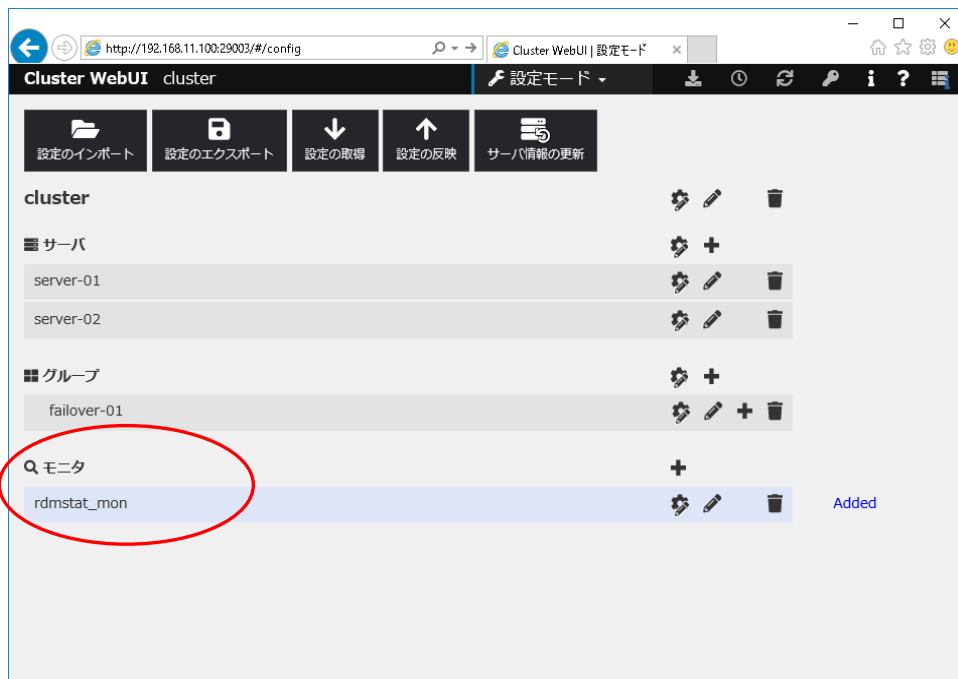 http://192.168.11.100:29003/#/config
Cluster WebUI | 設定モード
Cluster WebUI cluster 設定モード
設定のインポート 設定のエクスポート 設定の取得 設定の反映 サーバ情報の更新
cluster
サーバ
server-01
server-02
グループ
failover-01
モニタ
rdmstat_mon Added